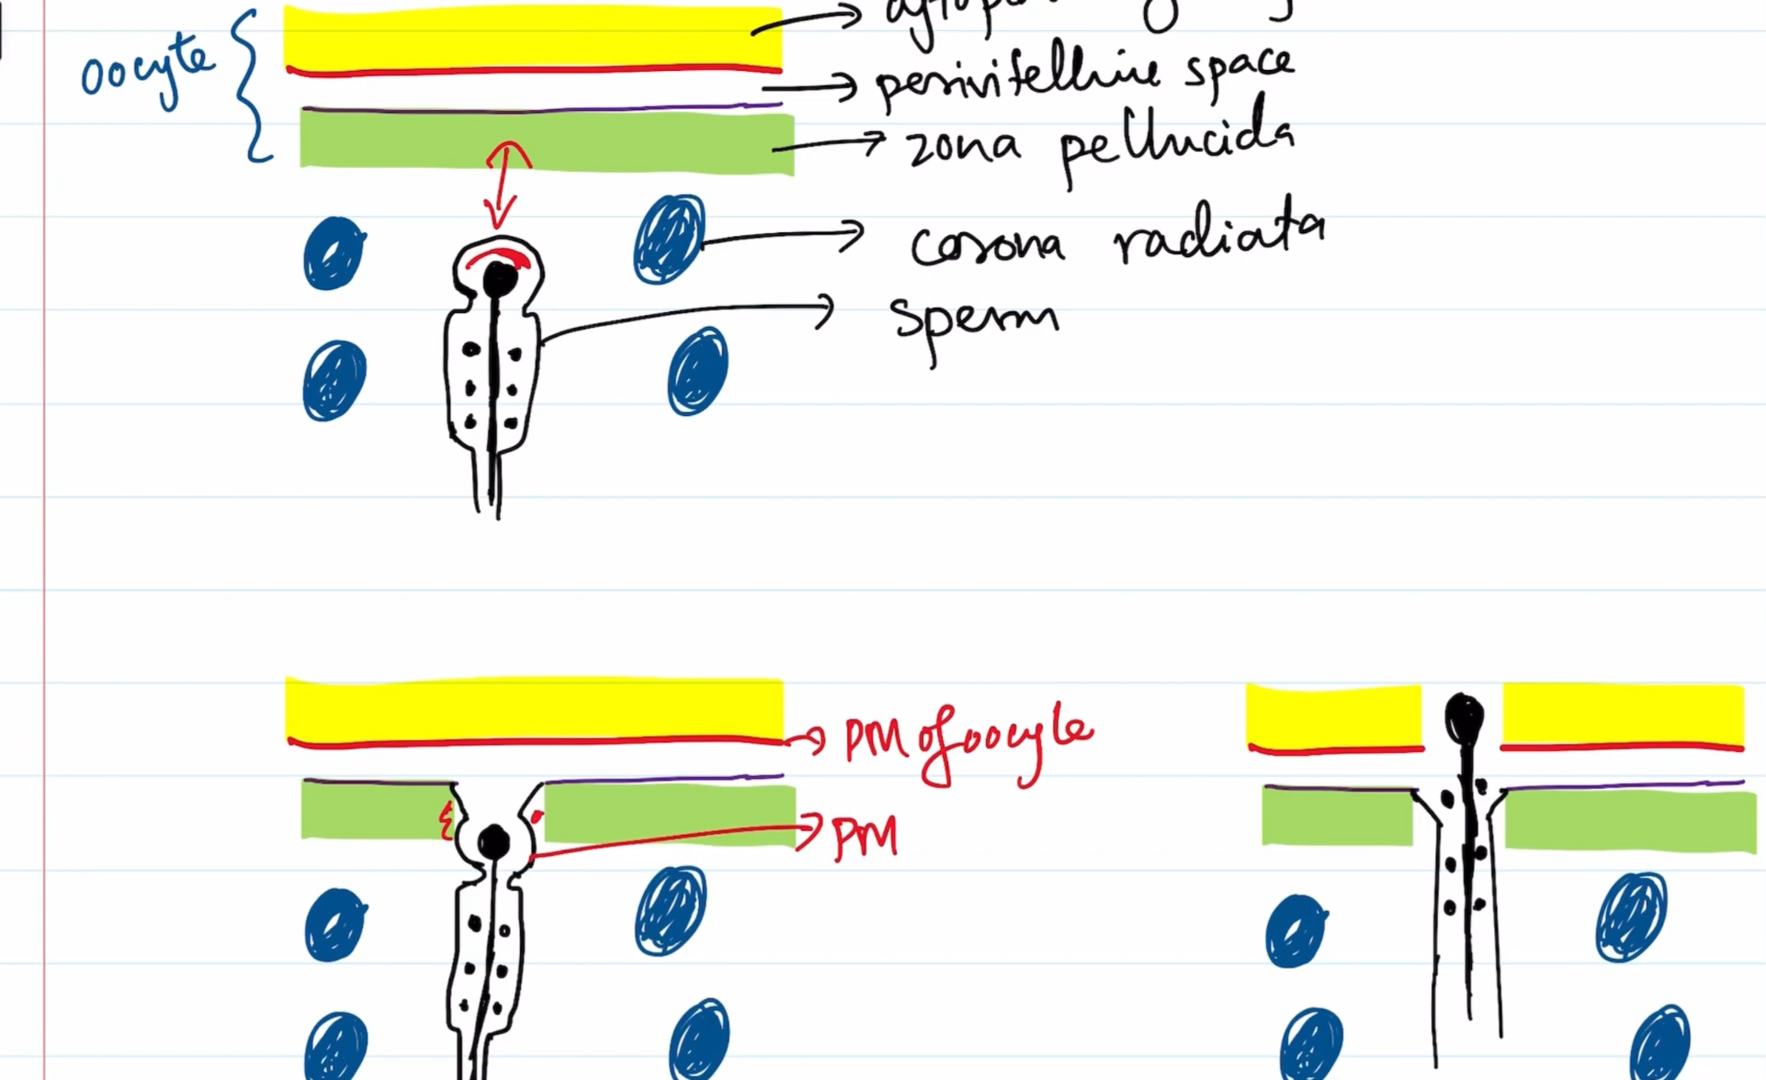 oocyte
perivitelline space
zona pellucida
corona radiata
sperm
PM of oocyte
PM